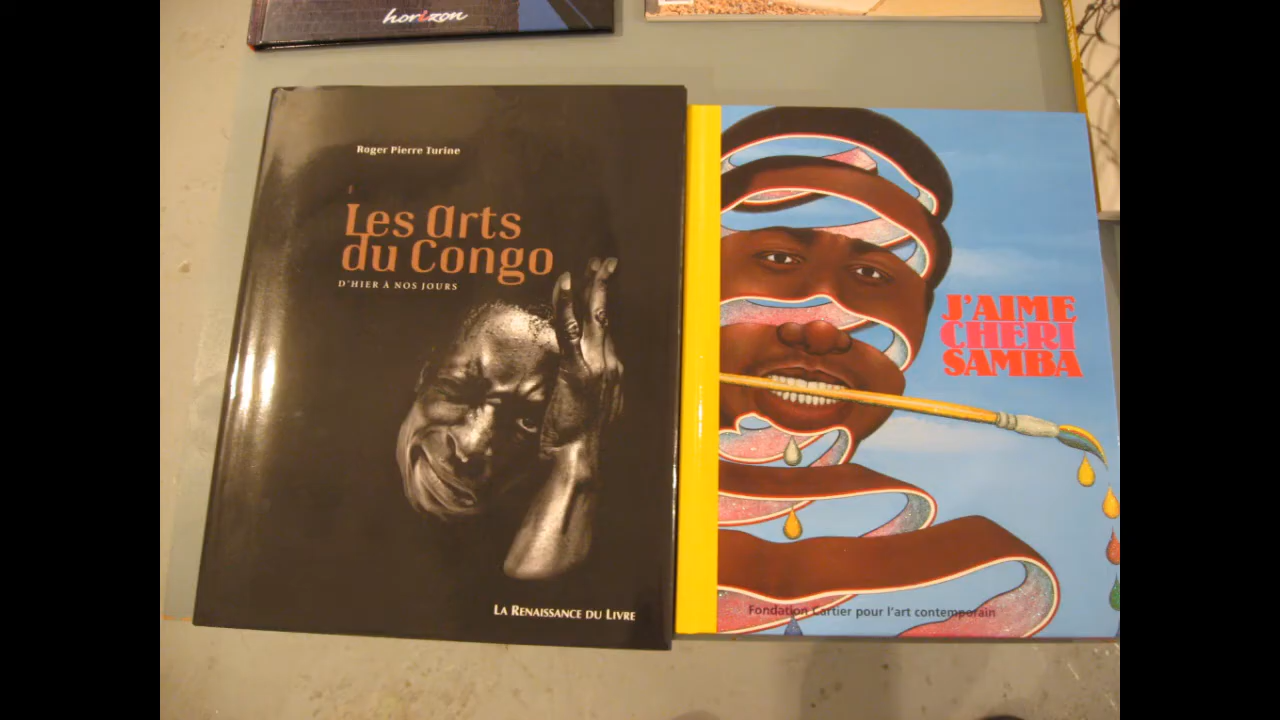 horizon
Roger Pierre Turine
Les arts
du Congo
D'HIER À NOS JOURS
LA RENAISSANCE DU LIVRE
J'AIME
CHERI
SAMBA
Fondation Cartier pour l'art contemporain